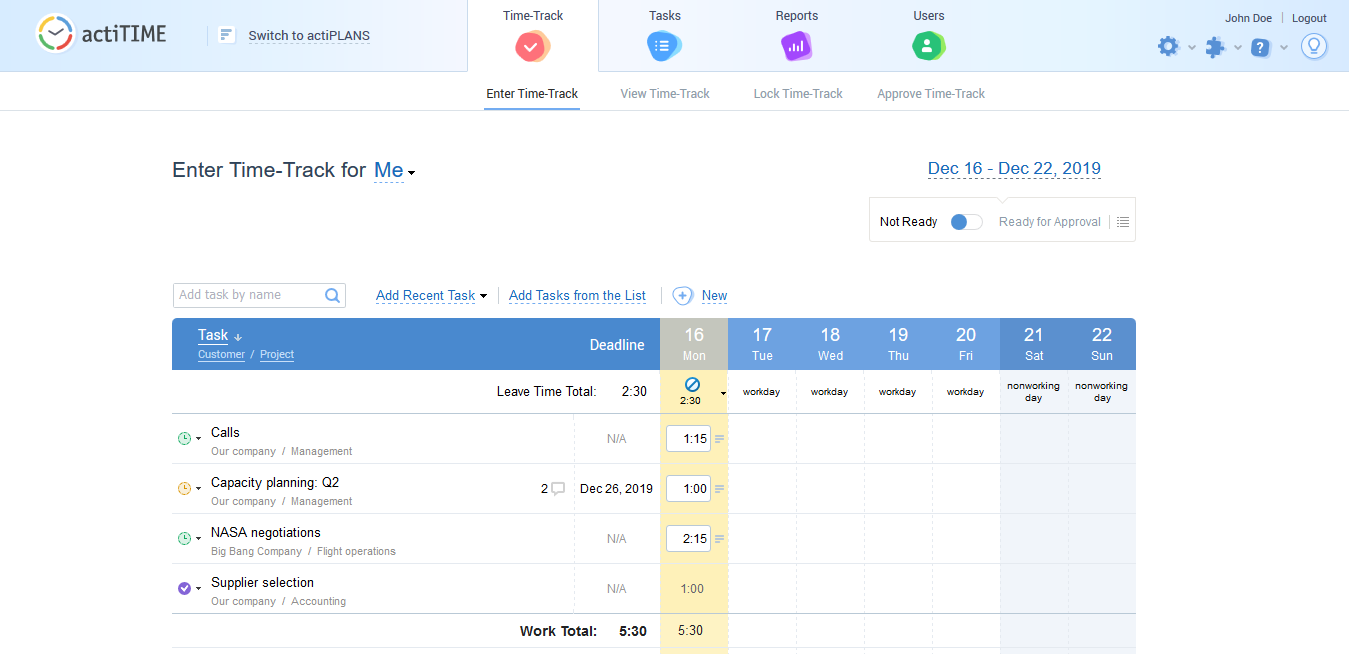 Time-Track Tasks Reports Users
John Doe Logout
actiTIME Switch to actiPLANS
?
Enter Time-Track View Time-Track Lock Time-Track Approve Time-Track
Enter Time-Track for Me Dec 16 - Dec 22, 2019
Not Ready Ready for Approval
Add task by name Add Recent Task Add Tasks from the List New
Task Deadline 16 17 18 19 20 21 22
Customer / Project Mon Tue Wed Thu Fri Sat Sun
Leave Time Total: 2:30 2:30 workday workday workday workday nonworking day nonworking day
Calls N/A 1:15
Our company / Management
Capacity planning: Q2 2 Dec 26, 2019 1:00
Our company / Management
NASA negotiations N/A 2:15
Big Bang Company / Flight operations
Supplier selection N/A 1:00
Our company / Accounting
Work Total: 5:30 5:30